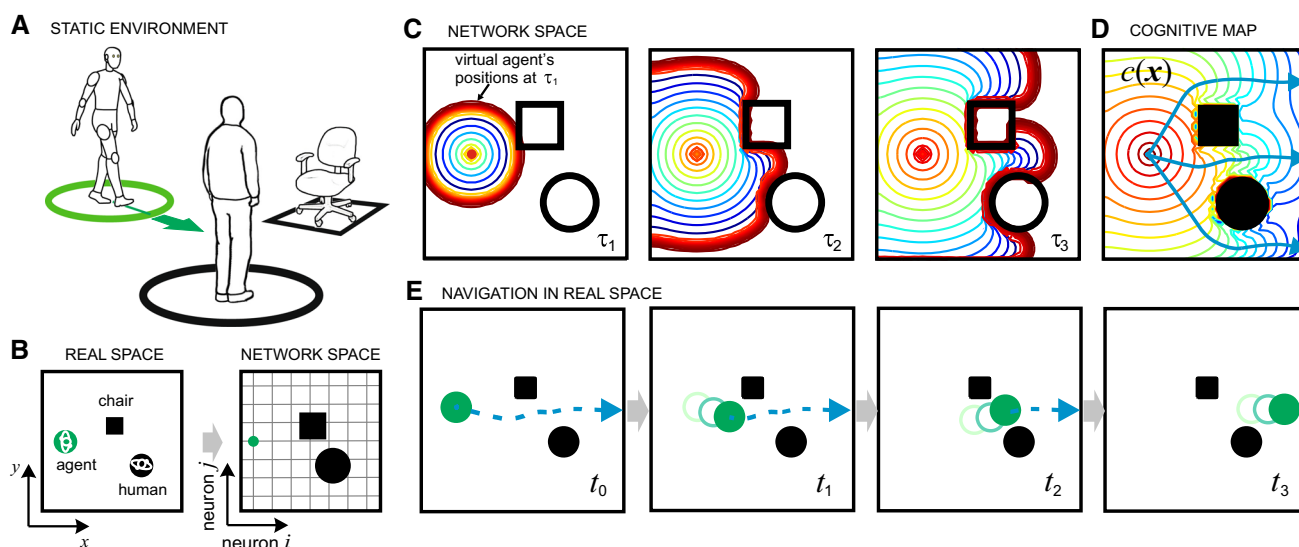 A STATIC ENVIRONMENT
B REAL SPACE
chair
agent
human
y
x
NETWORK SPACE
neuron j
neuron i
C NETWORK SPACE
virtual agent's
positions at τ1
τ1
τ2
τ3
D COGNITIVE MAP
c(x)
E NAVIGATION IN REAL SPACE
t0
t1
t2
t3